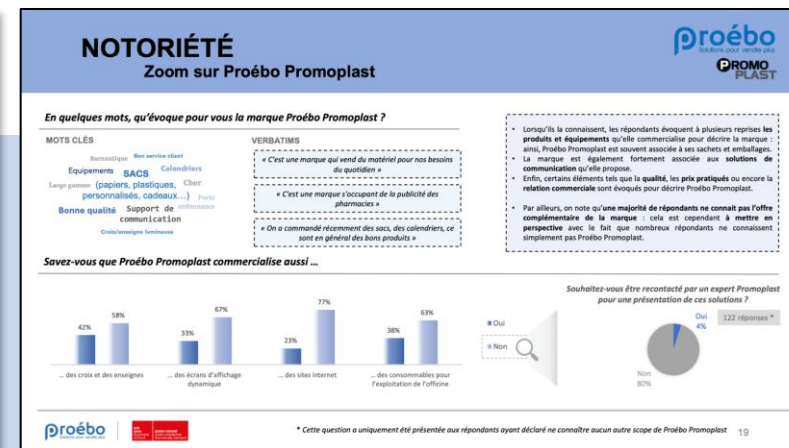 NOTORIÉTÉ
Zoom sur Proébo Promoplast
proébo
Solutions pour vendre plus
PROMO
PLAST
En quelques mots, qu'évoque pour vous la marque Proébo Promoplast ?
MOTS CLÉS
Bureautique Bon service client
Equipements SACS Calendriers
Large gamme (papiers, plastiques, Cher
personnalisés, cadeaux...) Porte
Bonne qualité Support de ordonnance
communication
Croix/enseigne lumineuse
VERBATIMS
« C'est une marque qui vend du matériel pour nos besoins
du quotidien »
« C'est une marque s'occupant de la publicité des
pharmacies »
« On a commandé récemment des sacs, des calendriers, ce
sont en général des bons produits »
• Lorsqu'ils la connaissent, les répondants évoquent à plusieurs reprises les
produits et équipements qu'elle commercialise pour décrire la marque :
ainsi, Proébo Promoplast est souvent associée à ses sachets et emballages.
• La marque est également fortement associée aux solutions de
communication qu'elle propose.
• Enfin, certains éléments tels que la qualité, les prix pratiqués ou encore la
relation commerciale sont évoqués pour décrire Proébo Promoplast.
• Par ailleurs, on note qu'une majorité de répondants ne connait pas l'offre
complémentaire de la marque : cela est cependant à mettre en
perspective avec le fait que nombreux répondants ne connaissent
simplement pas Proébo Promoplast.
Savez-vous que Proébo Promoplast commercialise aussi ...
42% 58%
33% 67%
23% 77%
38% 63%
... des croix et des enseignes
... des écrans d'affichage
dynamique
... des sites internet
... des consommables pour
l'exploitation de l'officine
Oui
Non
Souhaitez-vous être recontacté par un expert Promoplast
pour une présentation de ces solutions ?
Oui
4%
122 réponses *
Non
80%
proébo
Solutions pour vendre plus
* Cette question a uniquement été présentée aux répondants ayant déclaré ne connaître aucun autre scope de Proébo Promoplast
19